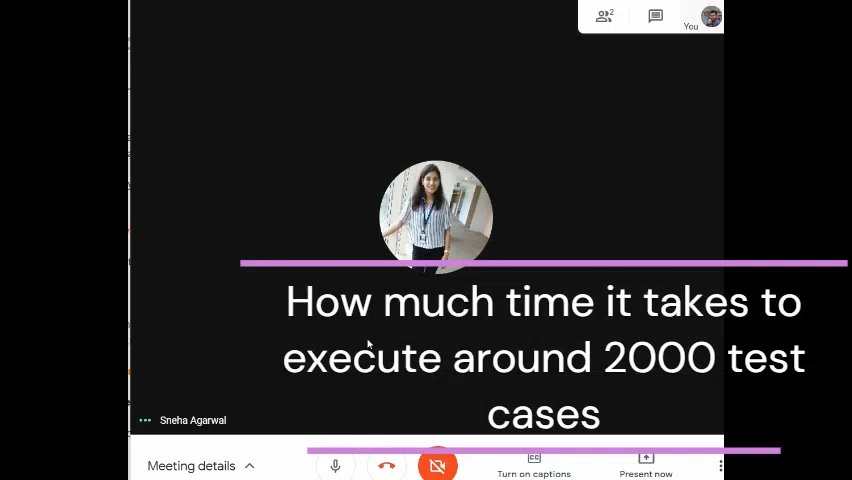 2
You
How much time it takes to
execute around 2000 test
cases
Sneha Agarwal
Meeting details
Turn on captions
Present now